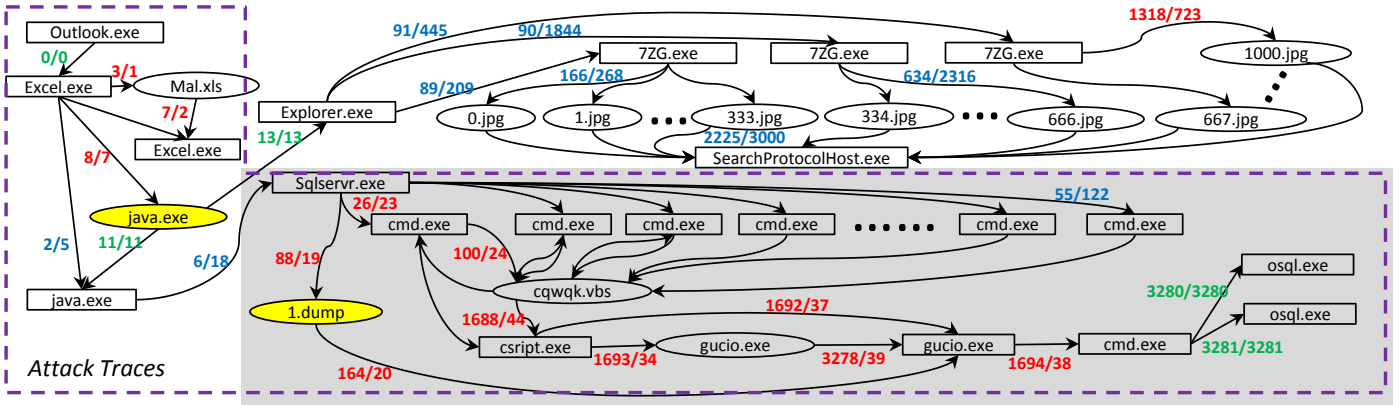 91/445
90/1844
1318/723
Outlook.exe
7ZG.exe
7ZG.exe
7ZG.exe
1000.jpg
0/0
3/1
Excel.exe
Mal.xls
166/268
634/2316
89/209
7/2
Explorer.exe
0.jpg
1.jpg
333.jpg
334.jpg
666.jpg
667.jpg
13/13
2225/3000
Excel.exe
8/7
SearchProtocolHost.exe
Sqlservr.exe
55/122
26/23
java.exe
cmd.exe
cmd.exe
cmd.exe
cmd.exe
cmd.exe
cmd.exe
2/5
11/11
100/24
6/18
88/19
osql.exe
java.exe
cqwqk.vbs
3280/3280
1.dump
1692/37
osql.exe
1688/44
csript.exe
gucio.exe
gucio.exe
cmd.exe
3281/3281
1693/34
3278/39
1694/38
Attack Traces
164/20